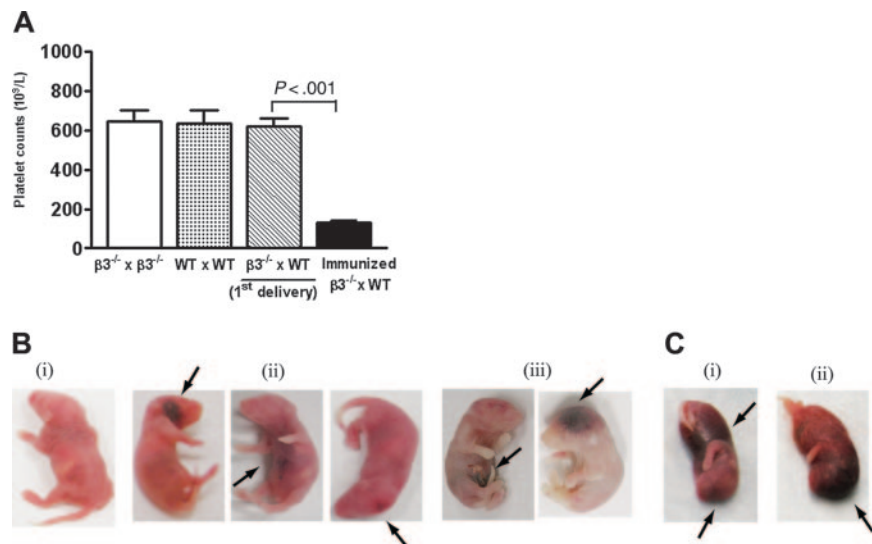 A
Platelet counts (10⁹/L)
1000
800
600
400
200
0
P < .001
β3⁻/⁻ x β3⁻/⁻
WT x WT
β3⁻/⁻ x WT
(1ˢᵗ delivery)
Immunized
β3⁻/⁻ x WT
B
(i)
(ii)
(iii)
C
(i)
(ii)